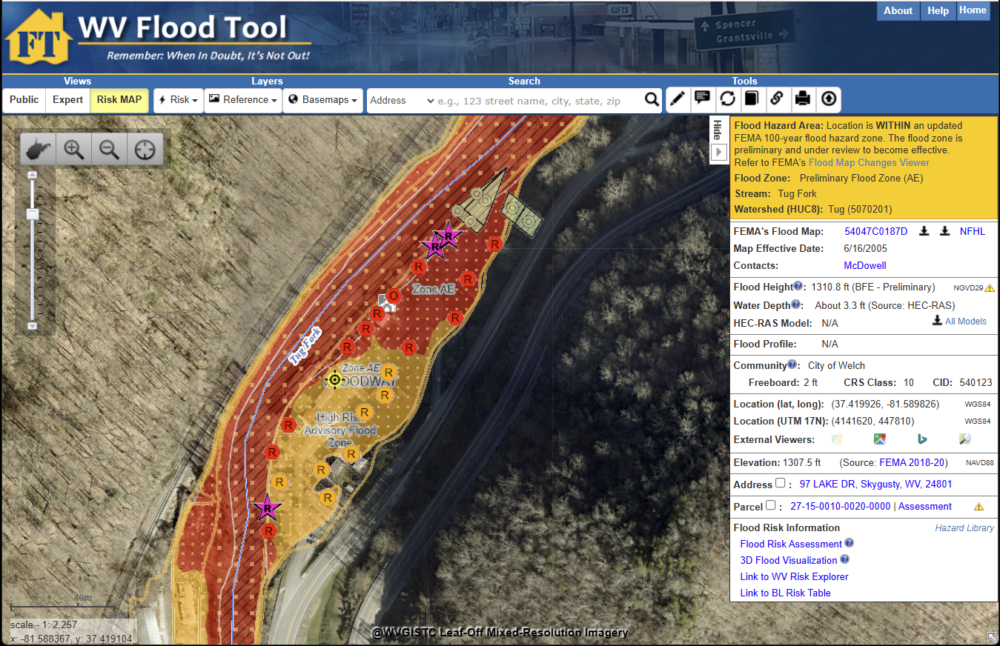 FT
WV Flood Tool
Remember: When In Doubt, It's Not Out!
GIFTS
Spencer
Grantsville
About
Help
Home
Views
Layers
Search
Tools
Public
Expert
Risk MAP
Risk
Reference
Basemaps
Address
e.g., 123 street name, city, state, zip
Hide
Flood Hazard Area: Location is WITHIN an updated
FEMA 100-year flood hazard zone. The flood zone is
preliminary and under review to become effective.
Refer to FEMA's Flood Map Changes Viewer
Flood Zone: Preliminary Flood Zone (AE)
Stream: Tug Fork
Watershed (HUC8): Tug (5070201)
FEMA's Flood Map: 54047C0187D NFHL
Map Effective Date: 6/16/2005
Contacts: McDowell
Flood Height?: 1310.8 ft (BFE - Preliminary) NGVD29
Water Depth?: About 3.3 ft (Source: HEC-RAS)
HEC-RAS Model: N/A All Models
Flood Profile: N/A
Community?: City of Welch
Freeboard: 2 ft CRS Class: 10 CID: 540123
Location (lat, long): (37.419926, -81.589826) WGS84
Location (UTM 17N): (4141620, 447810) WGS84
External Viewers:
Elevation: 1307.5 ft (Source: FEMA 2018-20) NAVD88
Address : 97 LAKE DR, Skygusty, WV, 24801
Parcel : 27-15-0010-0020-0000 | Assessment
Flood Risk Information Hazard Library
Flood Risk Assessment ?
3D Flood Visualization ?
Link to WV Risk Explorer
Link to BL Risk Table
R
R
R
R
Zone AE
R
O
R
R
R
Tug Fork
R
R
Zone AE
FLOODWAY
R
R
R
High Risk
Advisory Flood
Zone
R
R
R
R
R
R
R
R
40m
scale - 1: 2,257
x: -81.588367, y: 37.419104
@WVGISTC Leaf-Off Mixed-Resolution Imagery